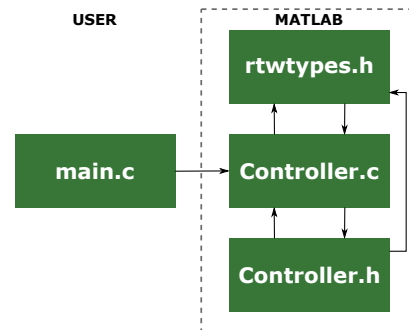 USER
MATLAB
rtwtypes.h
main.c
Controller.c
Controller.h